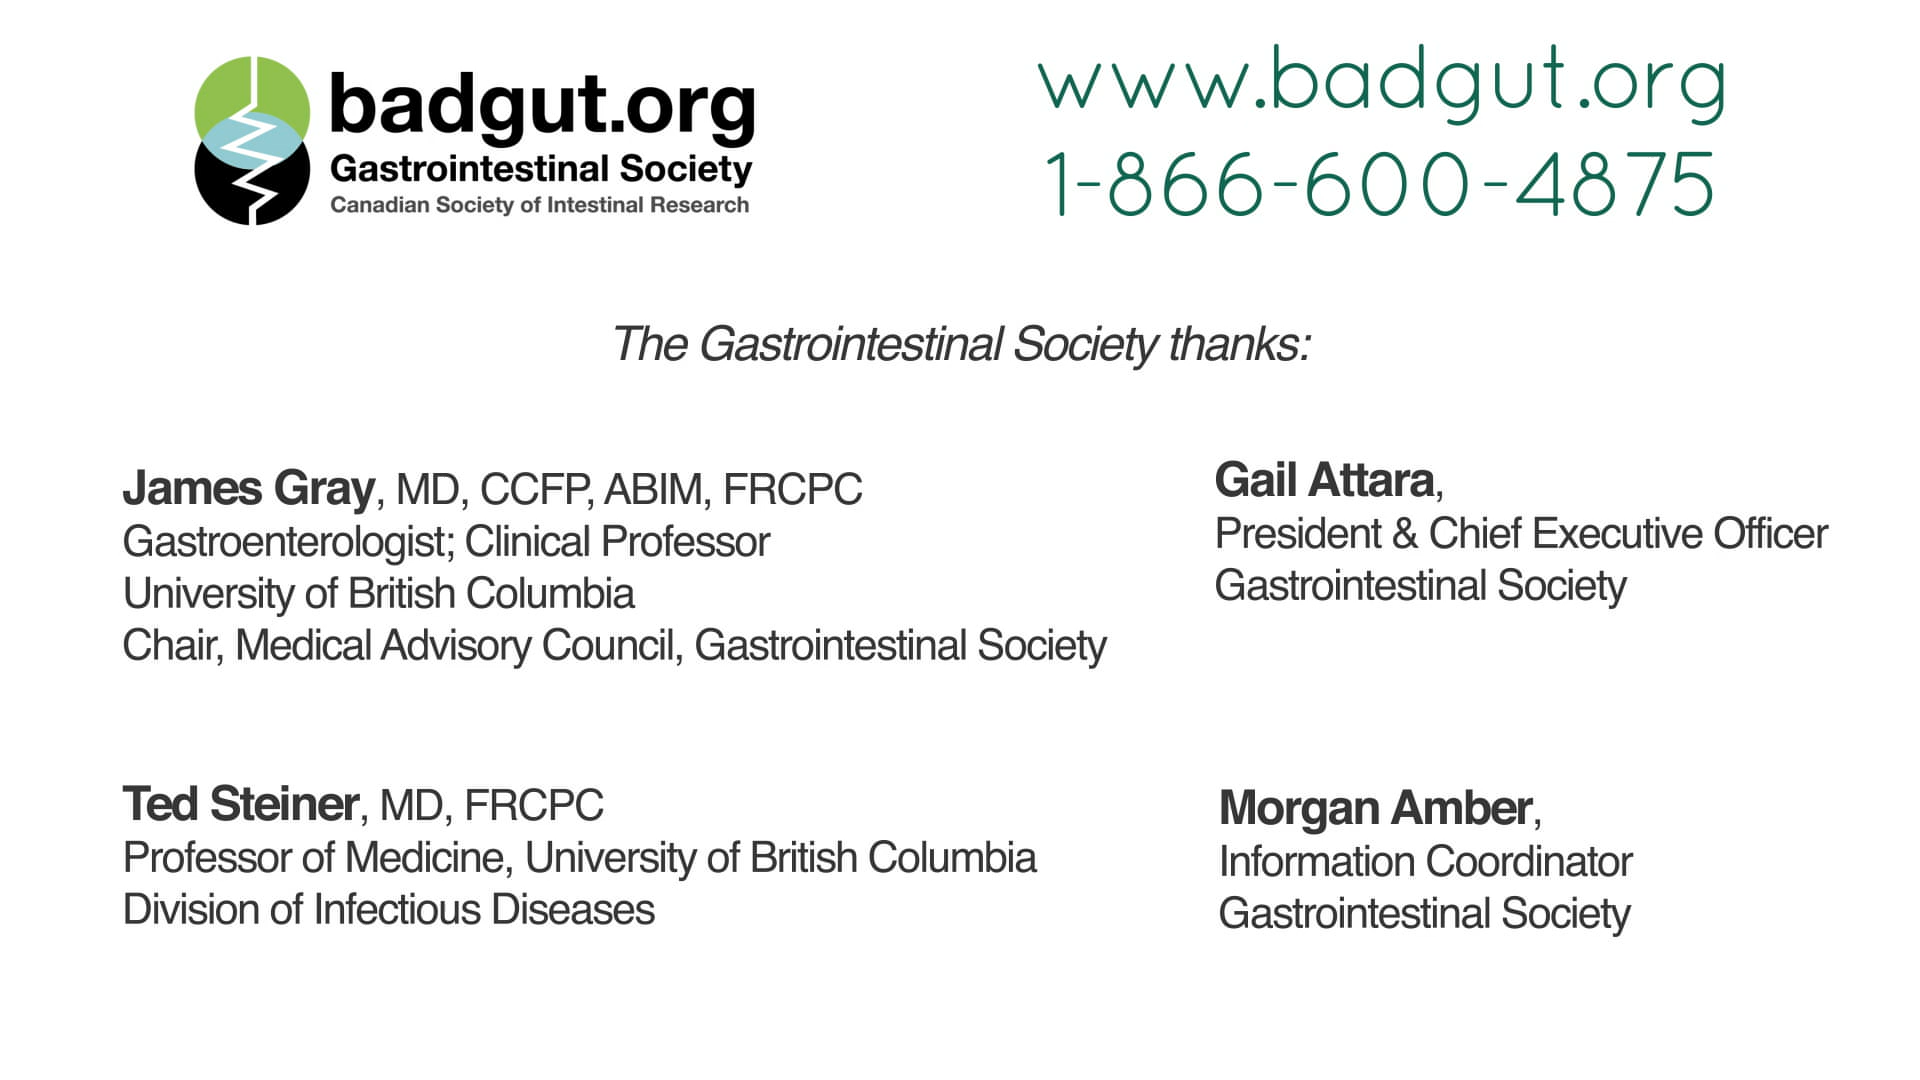 badgut.org
Gastrointestinal Society
Canadian Society of Intestinal Research
www.badgut.org
1-866-600-4875
The Gastrointestinal Society thanks:
James Gray, MD, CCFP, ABIM, FRCPC
Gastroenterologist; Clinical Professor
University of British Columbia
Chair, Medical Advisory Council, Gastrointestinal Society
Gail Attara,
President & Chief Executive Officer
Gastrointestinal Society
Ted Steiner, MD, FRCPC
Professor of Medicine, University of British Columbia
Division of Infectious Diseases
Morgan Amber,
Information Coordinator
Gastrointestinal Society